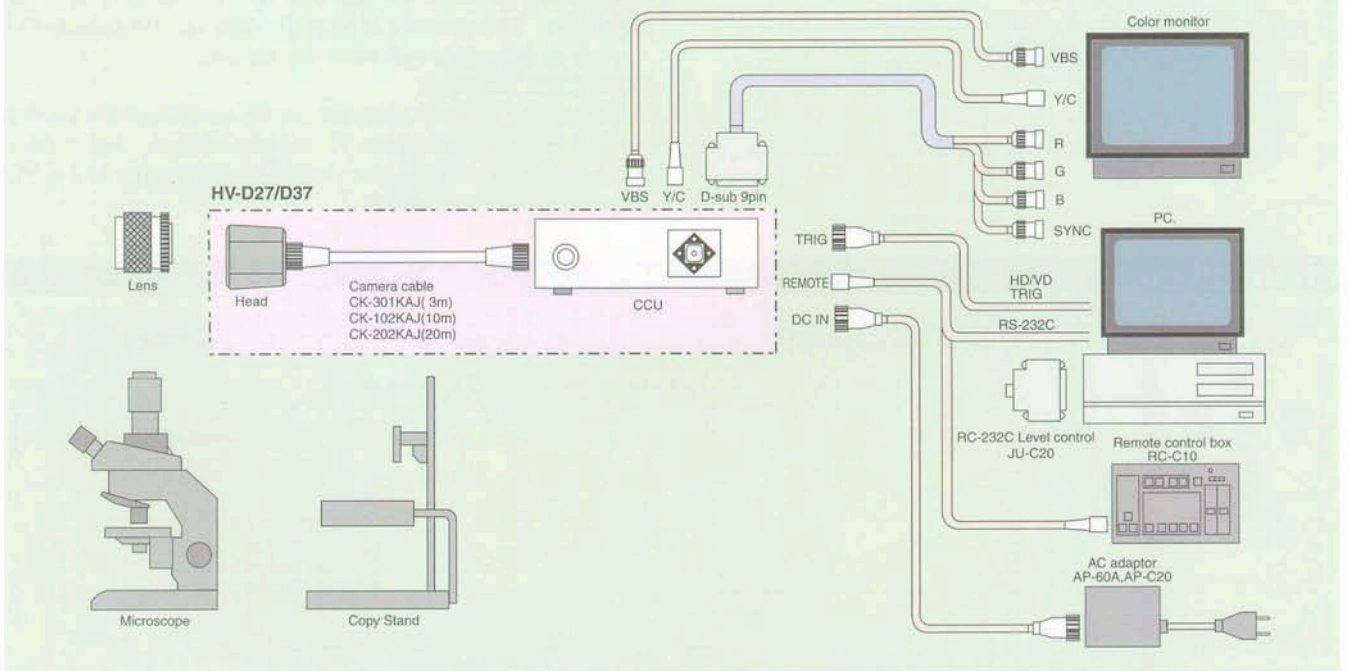 Color monitor
VBS
Y/C
R
G
B
SYNC
VBS Y/C D-sub 9pin
HV-D27/D37
Lens
Head
Camera cable
CK-301KAJ( 3m)
CK-102KAJ(10m)
CK-202KAJ(20m)
CCU
TRIG
REMOTE
DC IN
PC.
HD/VD
TRIG
RS-232C
RC-232C Level control
JU-C20
Remote control box
RC-C10
AC adaptor
AP-60A,AP-C20
Microscope
Copy Stand